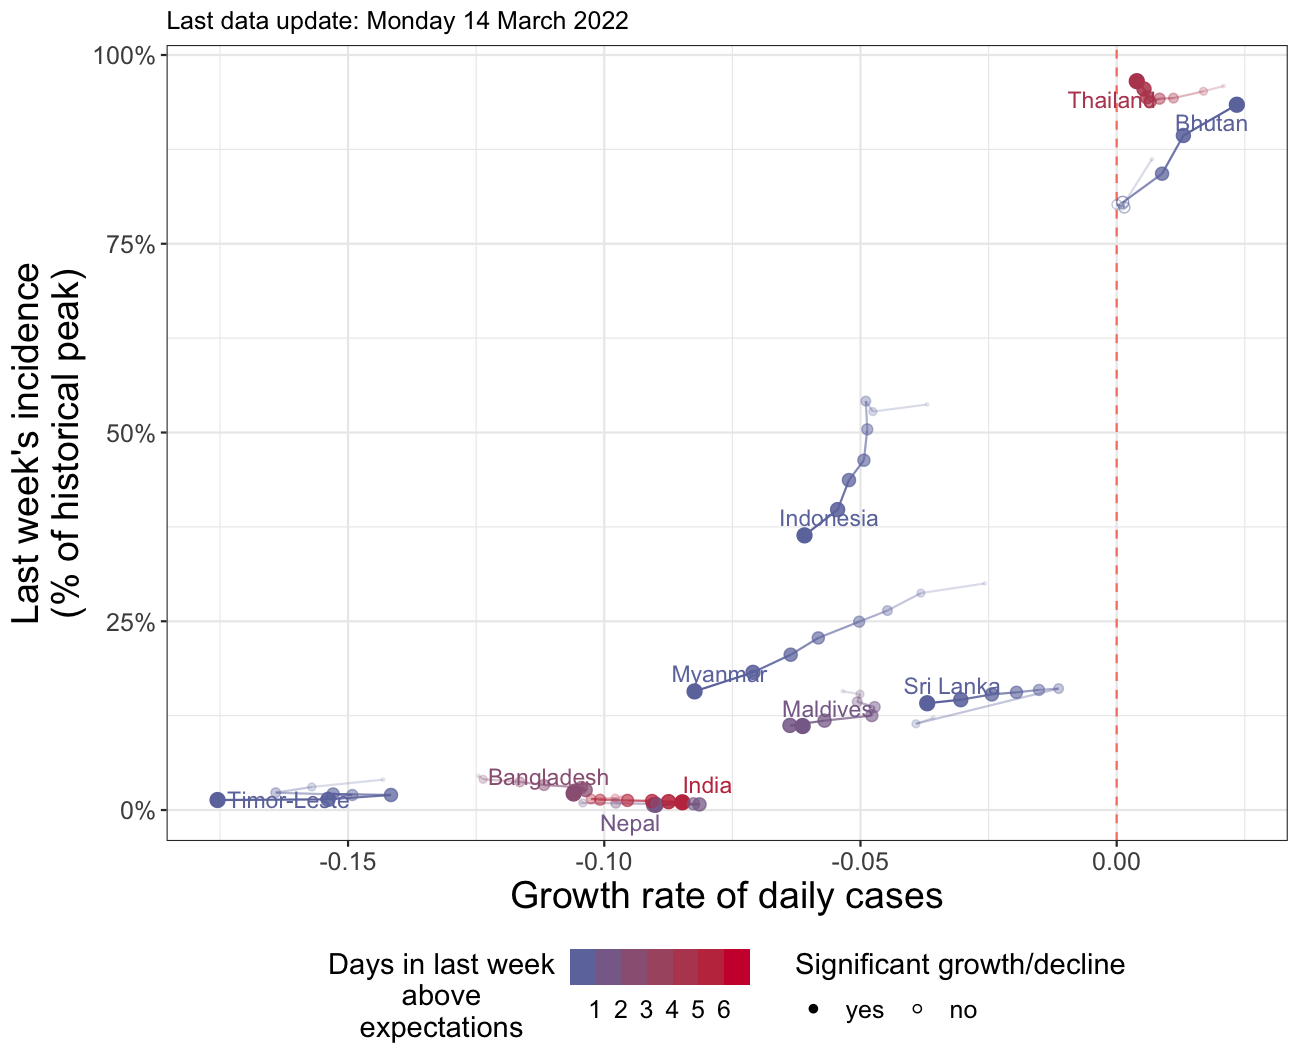 Last data update: Monday 14 March 2022
100%
75%
50%
25%
0%
Last week's incidence
(% of historical peak)
Thailand
Bhutan
Indonesia
Myanmar
Sri Lanka
Maldives
Bangladesh
India
Timor-Leste
Nepal
-0.15
-0.10
-0.05
0.00
Growth rate of daily cases
Days in last week
above
expectations
1 2 3 4 5 6
Significant growth/decline
yes
no